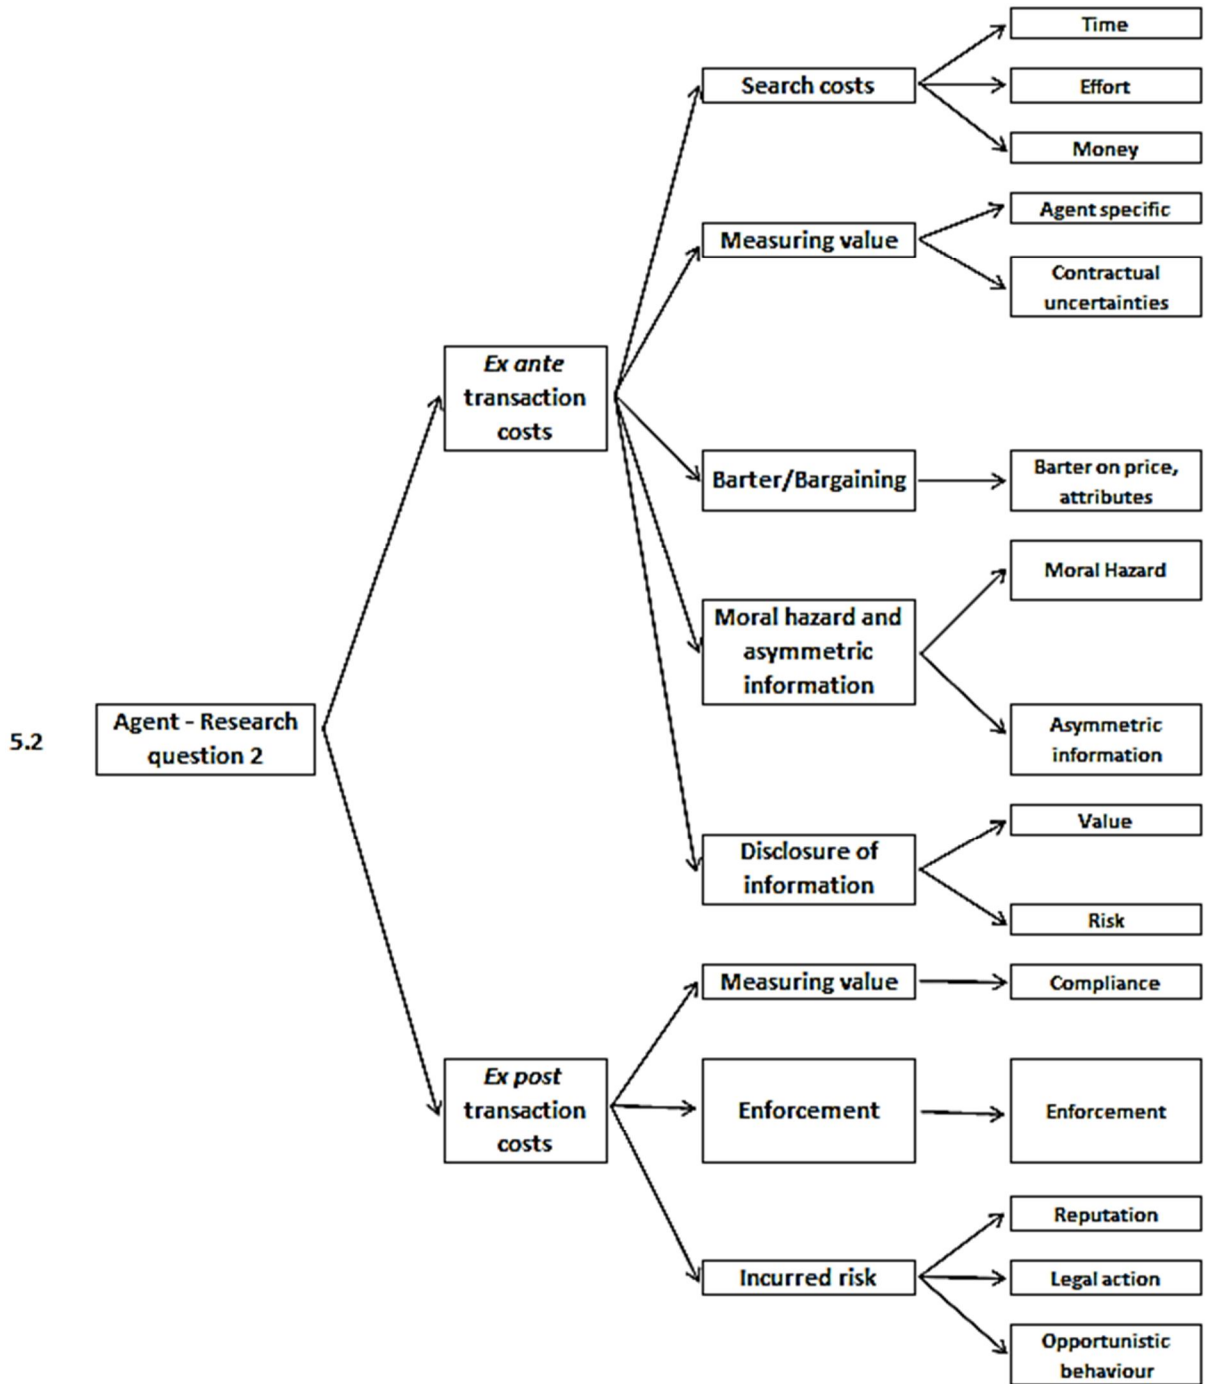 5.2
Agent - Research
question 2
Ex ante
transaction
costs
Search costs
Time
Effort
Money
Measuring value
Agent specific
Contractual
uncertainties
Barter/Bargaining
Barter on price,
attributes
Moral hazard and
asymmetric
information
Moral Hazard
Asymmetric
information
Disclosure of
information
Value
Risk
Ex post
transaction
costs
Measuring value
Compliance
Enforcement
Enforcement
Incurred risk
Reputation
Legal action
Opportunistic
behaviour